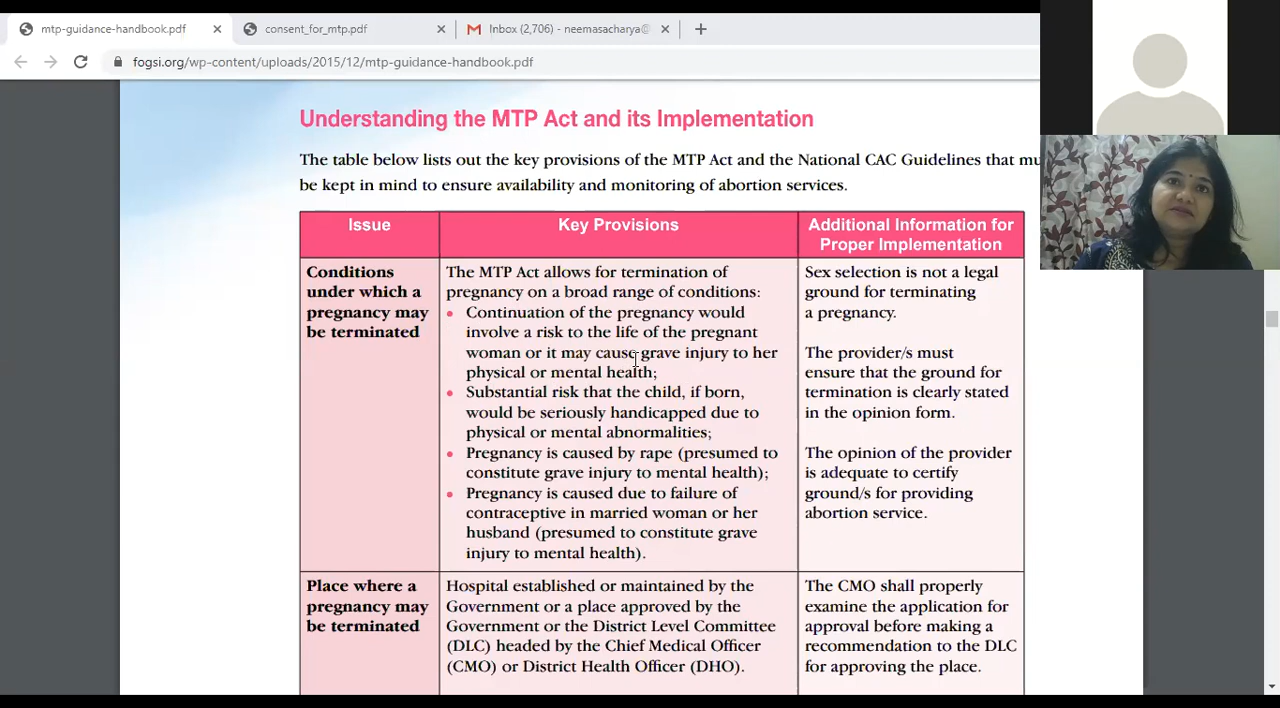 mtp-guidance-handbook.pdf
consent_for_mtp.pdf
Inbox (2,706) - neemasacharya@
fogsi.org/wp-content/uploads/2015/12/mtp-guidance-handbook.pdf
Understanding the MTP Act and its Implementation
The table below lists out the key provisions of the MTP Act and the National CAC Guidelines that mu
be kept in mind to ensure availability and monitoring of abortion services.
Issue
Key Provisions
Additional Information for
Proper Implementation
Conditions
under which a
pregnancy may
be terminated
The MTP Act allows for termination of
pregnancy on a broad range of conditions:
• Continuation of the pregnancy would
involve a risk to the life of the pregnant
woman or it may cause grave injury to her
physical or mental health;
• Substantial risk that the child, if born,
would be seriously handicapped due to
physical or mental abnormalities;
• Pregnancy is caused by rape (presumed to
constitute grave injury to mental health);
• Pregnancy is caused due to failure of
contraceptive in married woman or her
husband (presumed to constitute grave
injury to mental health).
Sex selection is not a legal
ground for terminating
a pregnancy.
The provider/s must
ensure that the ground for
termination is clearly stated
in the opinion form.
The opinion of the provider
is adequate to certify
ground/s for providing
abortion service.
Place where a
pregnancy may
be terminated
Hospital established or maintained by the
Government or a place approved by the
Government or the District Level Committee
(DLC) headed by the Chief Medical Officer
(CMO) or District Health Officer (DHO).
The CMO shall properly
examine the application for
approval before making a
recommendation to the DLC
for approving the place.